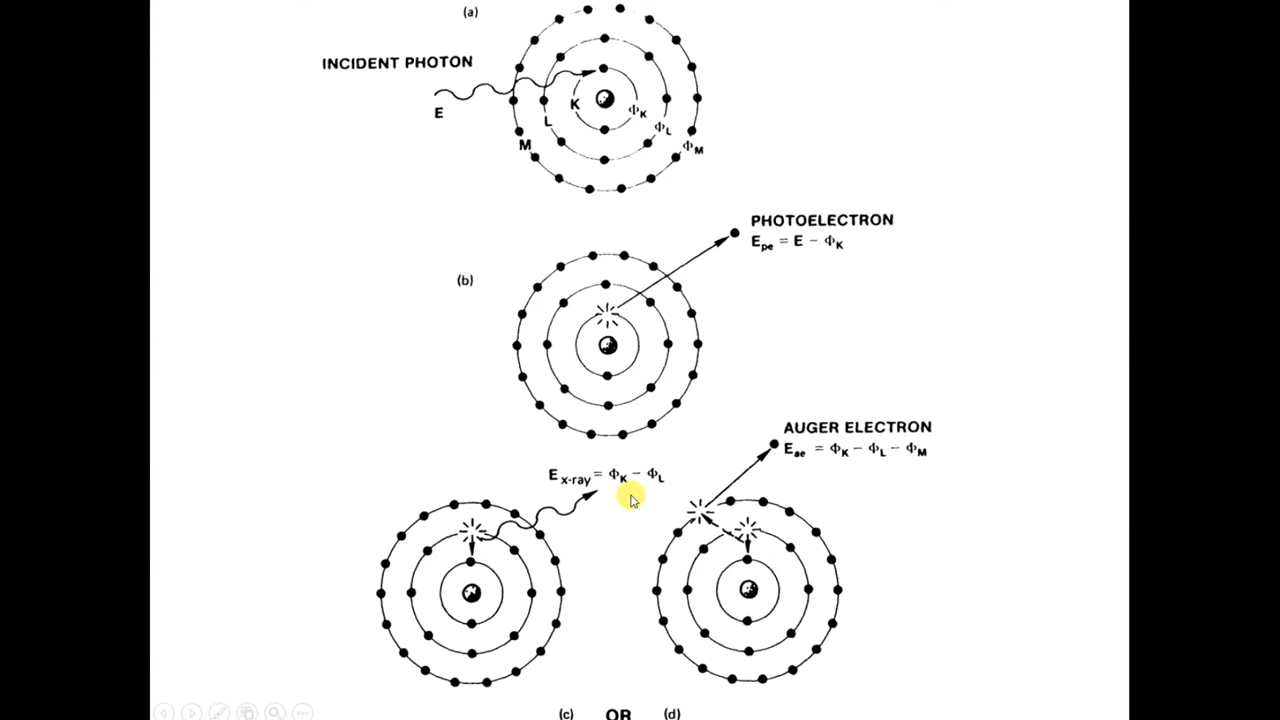 (a)
INCIDENT PHOTON
E
K
L
M
ΦK
ΦL
ΦM
PHOTOELECTRON
Epe = E − ΦK
(b)
AUGER ELECTRON
Eae = ΦK − ΦL − ΦM
Ex-ray = ΦK − ΦL
(c) OR (d)